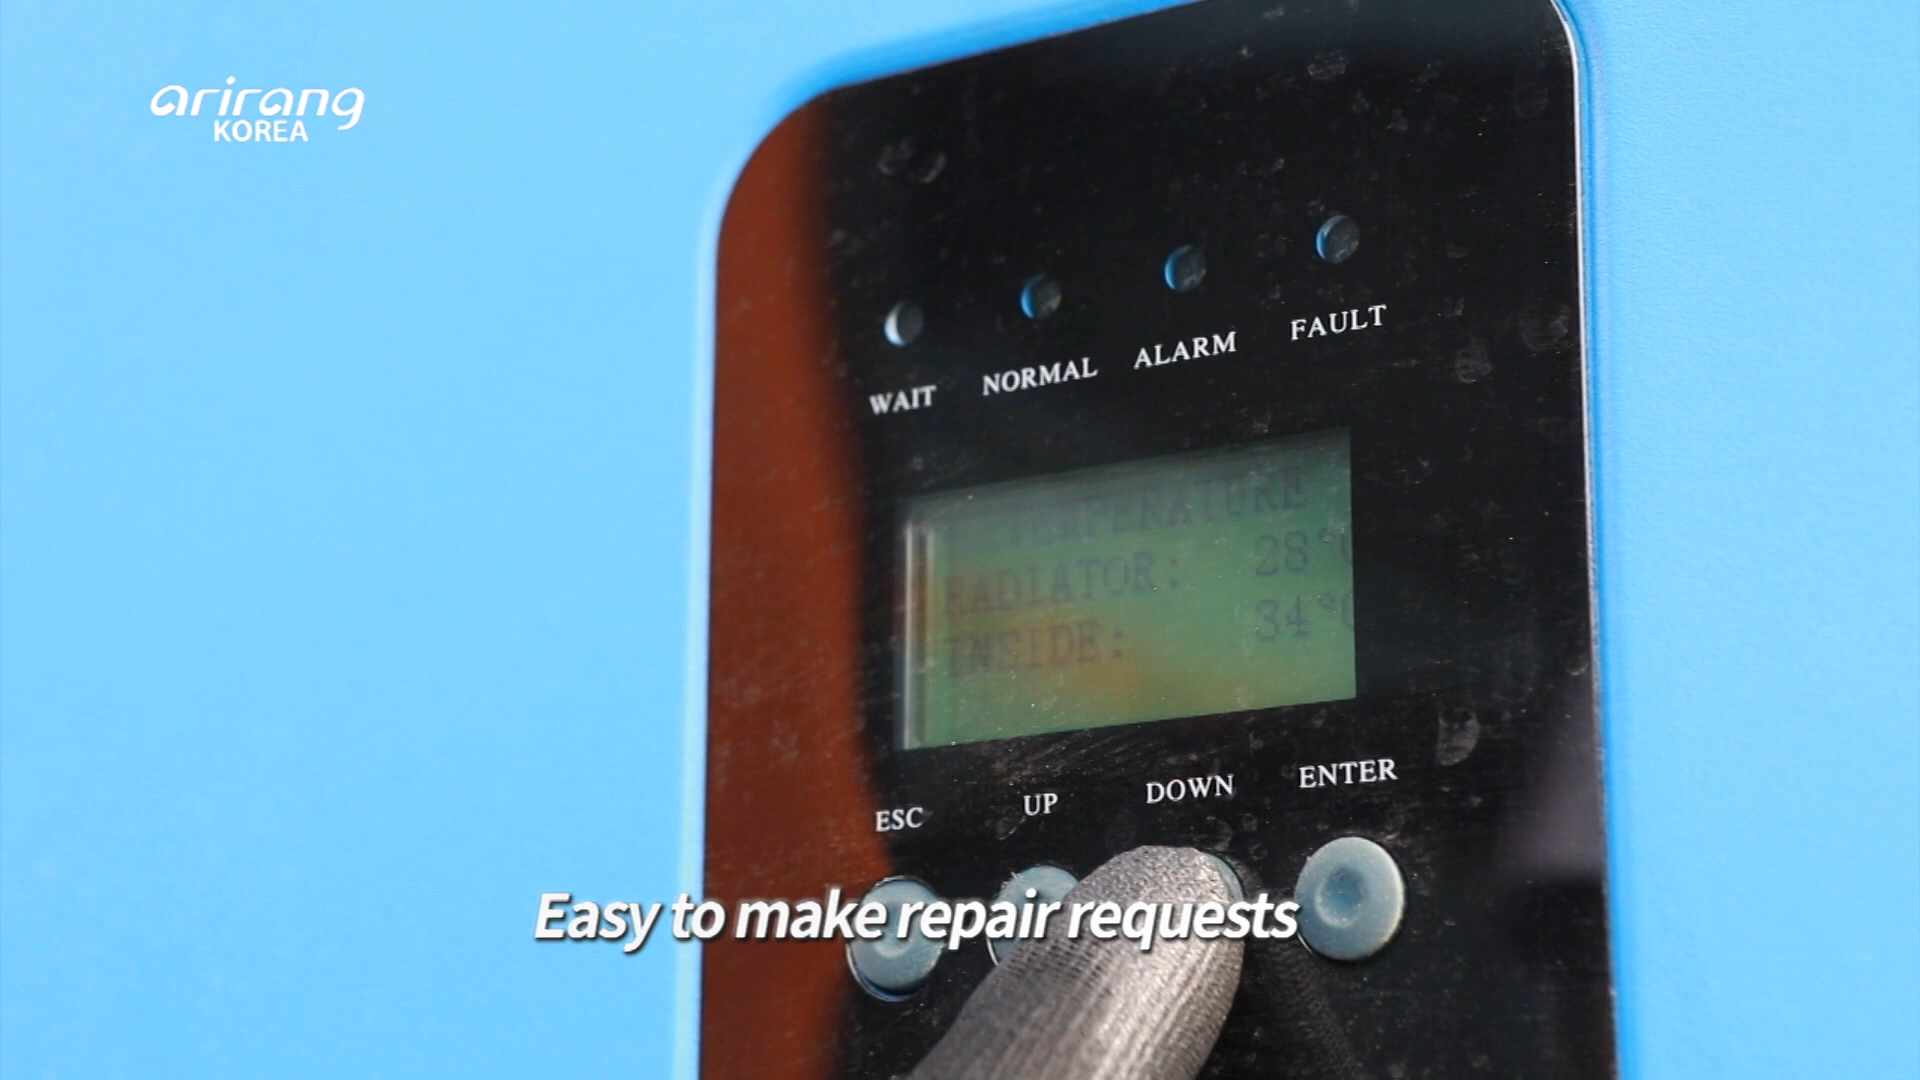 arirang
KOREA
WAIT NORMAL ALARM FAULT
TEMPERATURE
RADIATOR: 28°C
INSIDE: 34°C
ESC UP DOWN ENTER
Easy to make repair requests